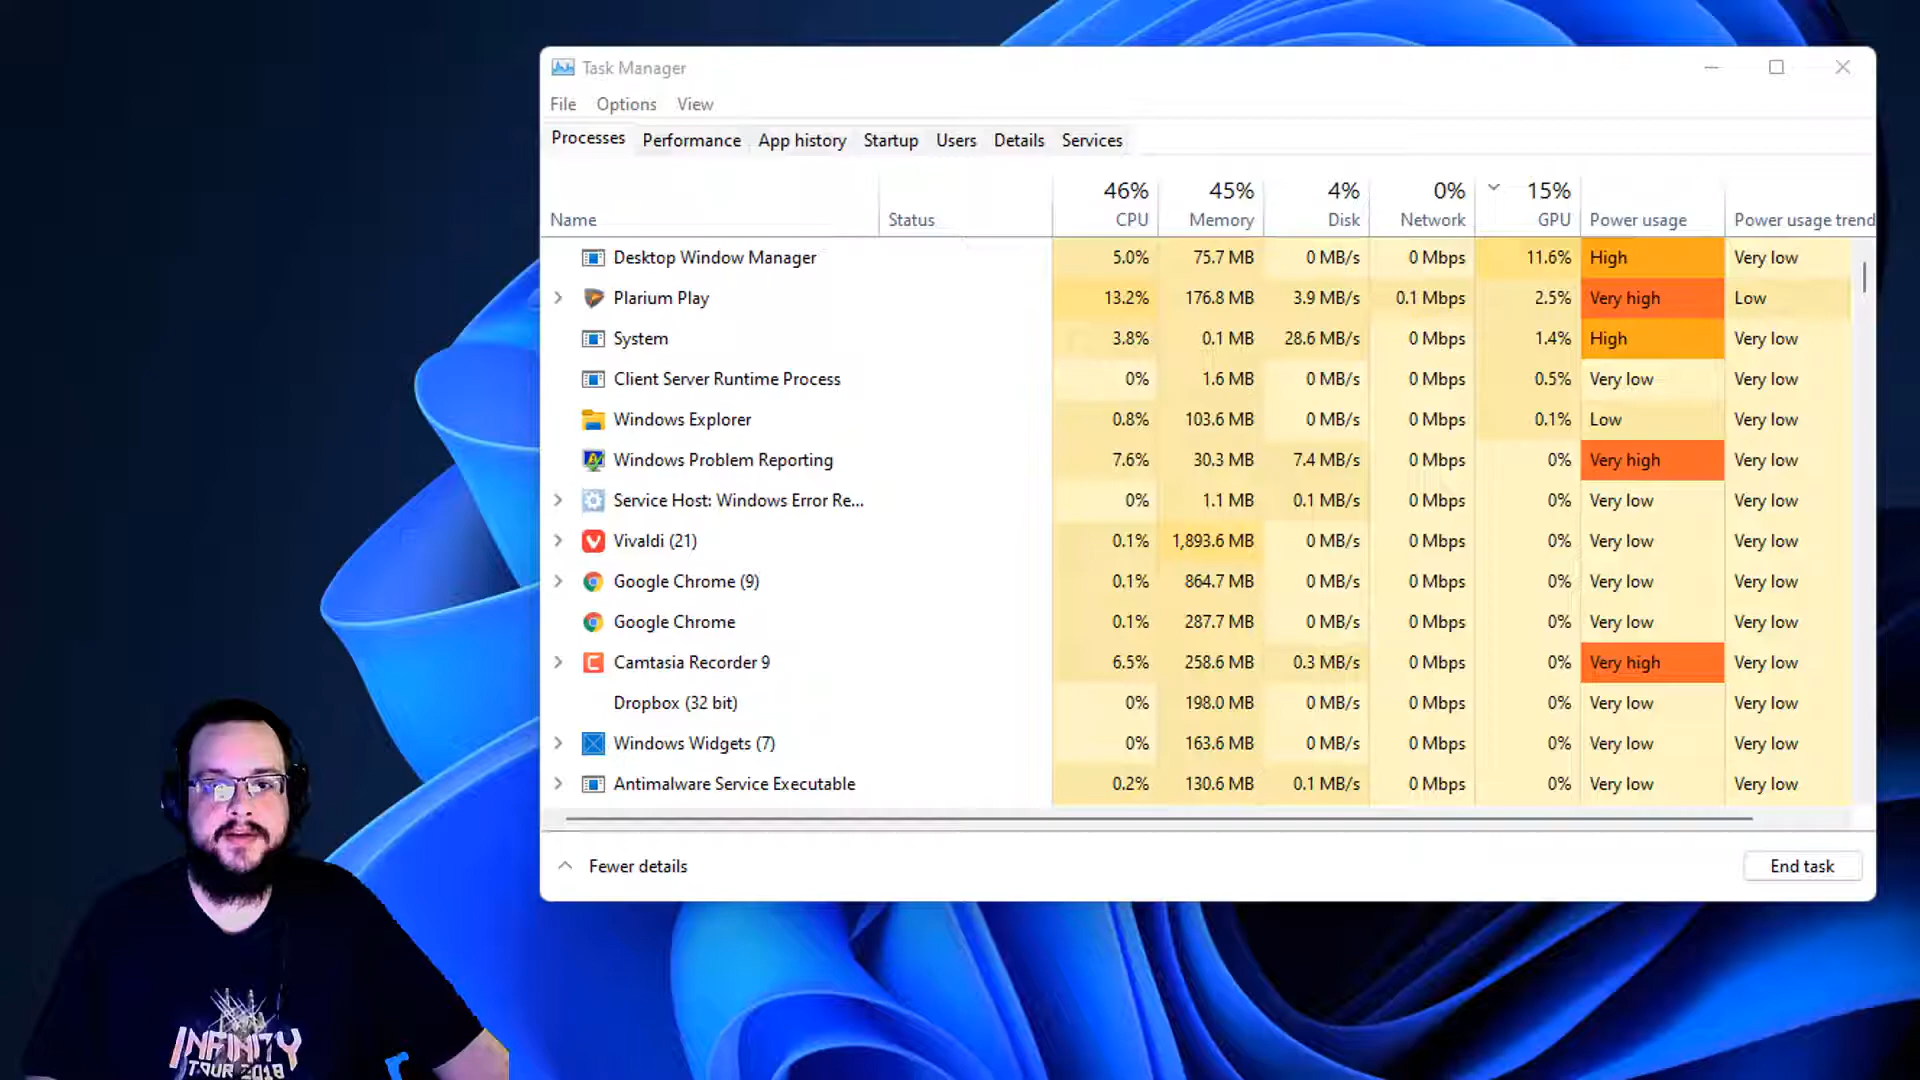 Task Manager
File Options View
Processes Performance App history Startup Users Details Services
46% 45% 4% 0% 15%
Name Status CPU Memory Disk Network GPU Power usage Power usage trend
Desktop Window Manager 5.0% 75.7 MB 0 MB/s 0 Mbps 11.6% High Very low
Plarium Play 13.2% 176.8 MB 3.9 MB/s 0.1 Mbps 2.5% Very high Low
System 3.8% 0.1 MB 28.6 MB/s 0 Mbps 1.4% High Very low
Client Server Runtime Process 0% 1.6 MB 0 MB/s 0 Mbps 0.5% Very low Very low
Windows Explorer 0.8% 103.6 MB 0 MB/s 0 Mbps 0.1% Low Very low
Windows Problem Reporting 7.6% 30.3 MB 7.4 MB/s 0 Mbps 0% Very high Very low
Service Host: Windows Error Re... 0% 1.1 MB 0.1 MB/s 0 Mbps 0% Very low Very low
Vivaldi (21) 0.1% 1,893.6 MB 0 MB/s 0 Mbps 0% Very low Very low
Google Chrome (9) 0.1% 864.7 MB 0 MB/s 0 Mbps 0% Very low Very low
Google Chrome 0.1% 287.7 MB 0 MB/s 0 Mbps 0% Very low Very low
Camtasia Recorder 9 6.5% 258.6 MB 0.3 MB/s 0 Mbps 0% Very high Very low
Dropbox (32 bit) 0% 198.0 MB 0 MB/s 0 Mbps 0% Very low Very low
Windows Widgets (7) 0% 163.6 MB 0 MB/s 0 Mbps 0% Very low Very low
Antimalware Service Executable 0.2% 130.6 MB 0.1 MB/s 0 Mbps 0% Very low Very low
Fewer details End task
INFINITY
TOUR 2018